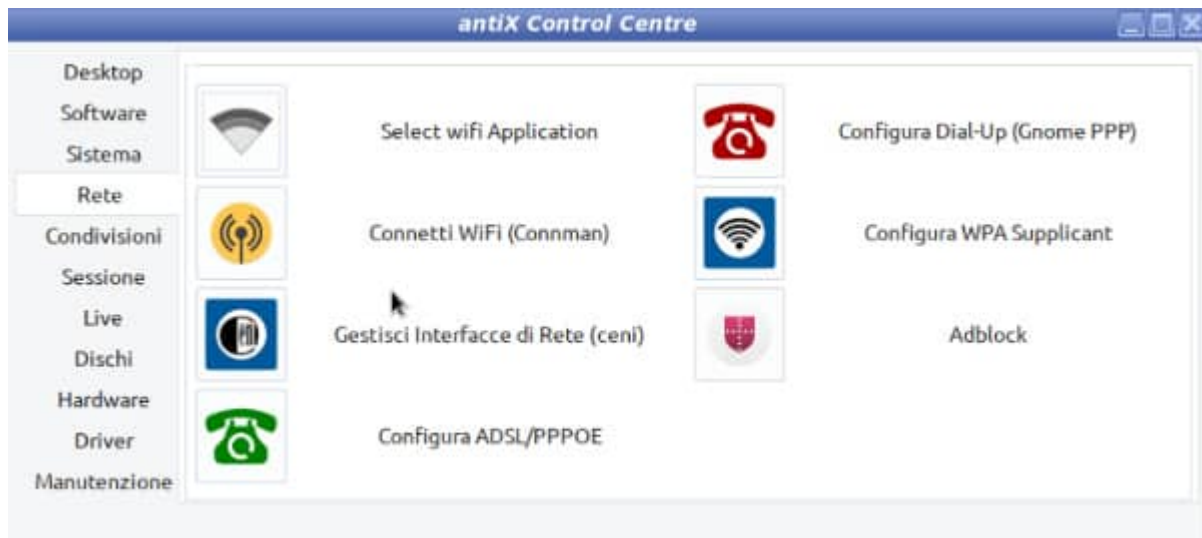 antiX Control Centre
Desktop
Software
Sistema
Rete
Condivisioni
Sessione
Live
Dischi
Hardware
Driver
Manutenzione
Select wifi Application
Configura Dial-Up (Gnome PPP)
Connetti WiFi (Connman)
Configura WPA Supplicant
Gestisci Interfacce di Rete (ceni)
Adblock
Configura ADSL/PPPOE